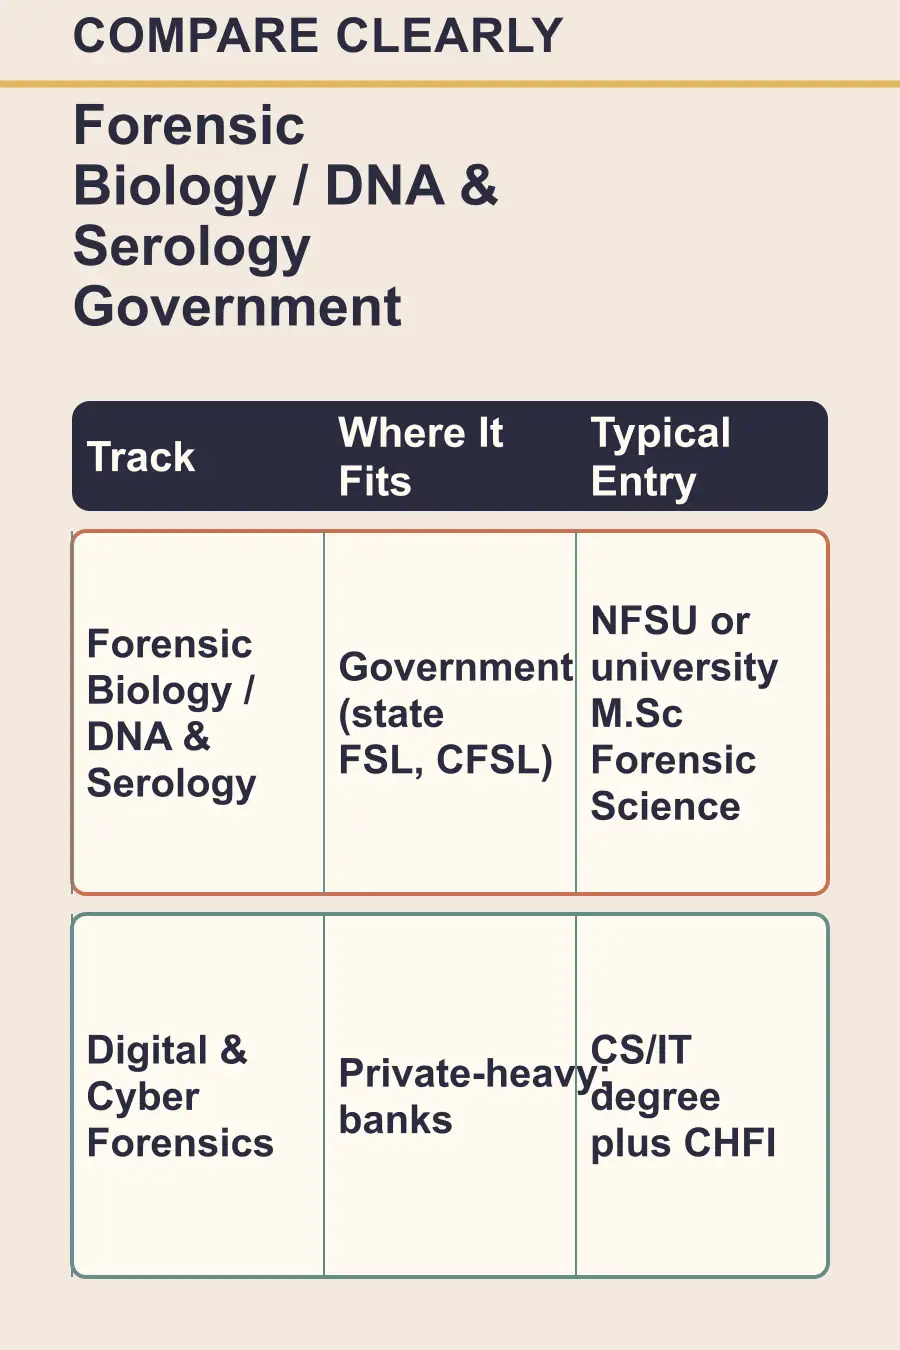 COMPARE CLEARLY
Forensic
Biology / DNA &
Serology
Government
Track
Where It
Fits
Typical
Entry
Forensic
Biology /
DNA &
Serology
Government
(state
FSL, CFSL)
NFSU or
university
M.Sc
Forensic
Science
Digital &
Cyber
Forensics
Private-heavy:
banks
CS/IT
degree
plus CHFI